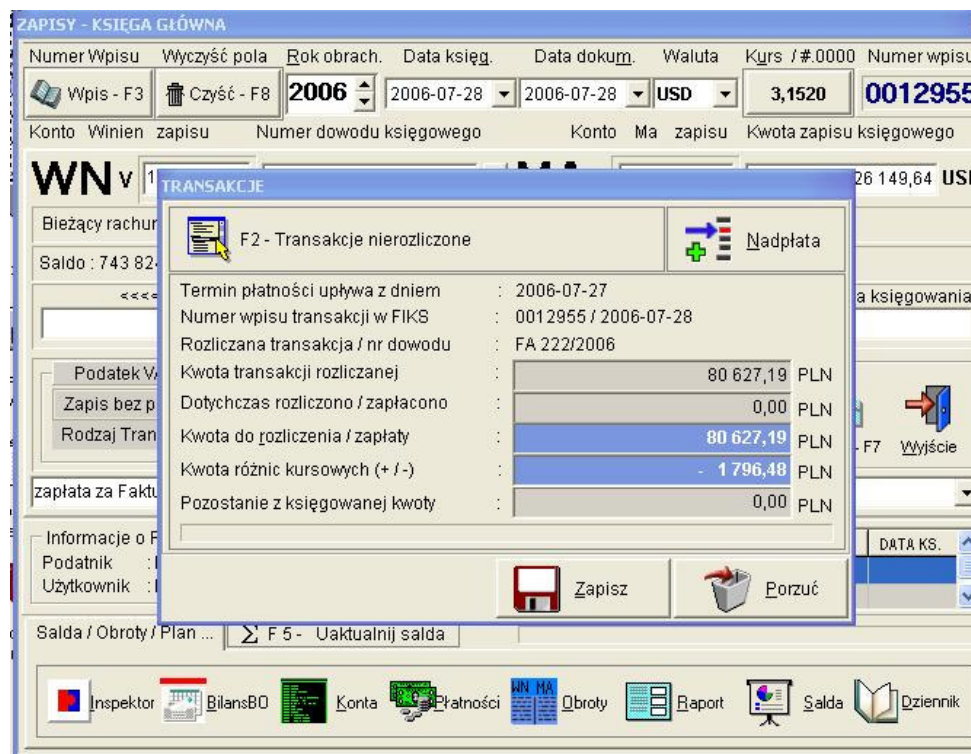 ZAPISY - KSIĘGA GŁÓWNA
Numer Wpisu Wyczyść pola Rok obrach. Data księg. Data dokum. Waluta Kurs / #.0000 Numer wpisu
Wpis - F3 Czyść - F8 2006 2006-07-28 2006-07-28 USD 3,1520 0012955
Konto Winien zapisu Numer dowodu księgowego Konto Ma zapisu Kwota zapisu księgowego
WN v 1 26 149,64 USD
TRANSAKCJE
Bieżący rachun
F2 - Transakcje nierozliczone Nadpłata
Saldo : 743 824
Termin płatności upływa z dniem : 2006-07-27
<<<< a księgowania
Numer wpisu transakcji w FIKS : 0012955 / 2006-07-28
Rozliczana transakcja / nr dowodu : FA 222/2006
Podatek VA
Kwota transakcji rozliczanej : 80 627,19 PLN
Zapis bez p
Dotychczas rozliczono / zapłacono : 0,00 PLN
Rodzaj Tran
Kwota do rozliczenia / zapłaty : 80 627,19 PLN
- F7 Wyjście
Kwota różnic kursowych (+ / -) : - 1 796,48 PLN
zapłata za Faktu
Pozostanie z księgowanej kwoty : 0,00 PLN
Informacje o F DATA KS.
Podatnik :
Użytkownik :
Zapisz Porzuć
Salda / Obroty / Plan ... Σ F 5 - Uaktualnij salda
Inspektor BilansBO Konta Płatności WN MA Obroty Raport Salda Dziennik